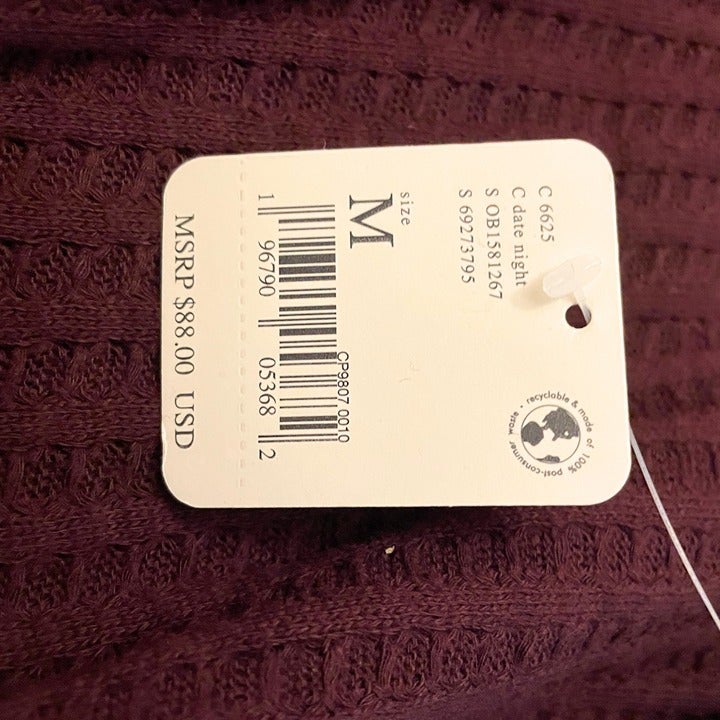 C 6625
C date night
S OB1581267
S 69273795
recyclable & made of 100% post-consumer waste •
size
M
CP9807 0010
1 96790 05368 2
MSRP $88.00 USD